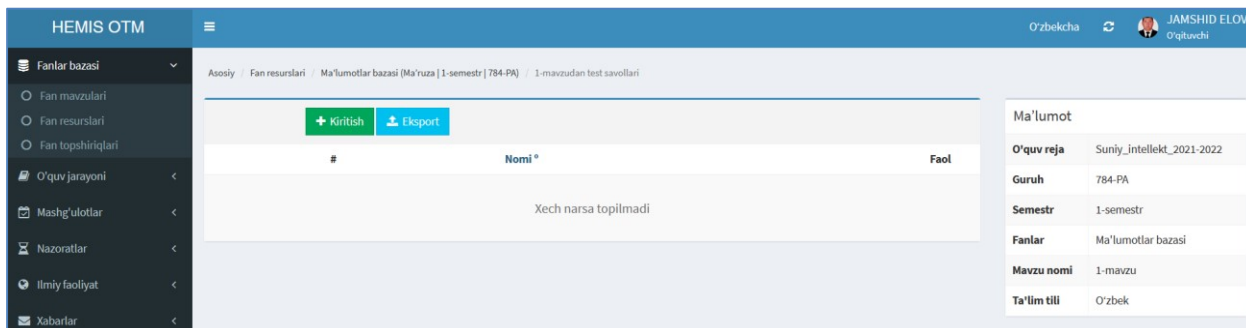 HEMIS OTM
O'zbekcha
JAMSHID ELOV
O'qituvchi
Fanlar bazasi
Fan mavzulari
Fan resurslari
Fan topshiriqlari
O'quv jarayoni
Mashg'ulotlar
Nazoratlar
Ilmiy faoliyat
Xabarlar
Asosiy / Fan resurslari / Ma'lumotlar bazasi (Ma'ruza | 1-semestr | 784-PA) / 1-mavzudan test savollari
+ Kiritish Eksport
# Nomi Faol
Xech narsa topilmadi
Ma'lumot
O'quv reja Suniy_intellekt_2021-2022
Guruh 784-PA
Semestr 1-semestr
Fanlar Ma'lumotlar bazasi
Mavzu nomi 1-mavzu
Ta'lim tili O'zbek